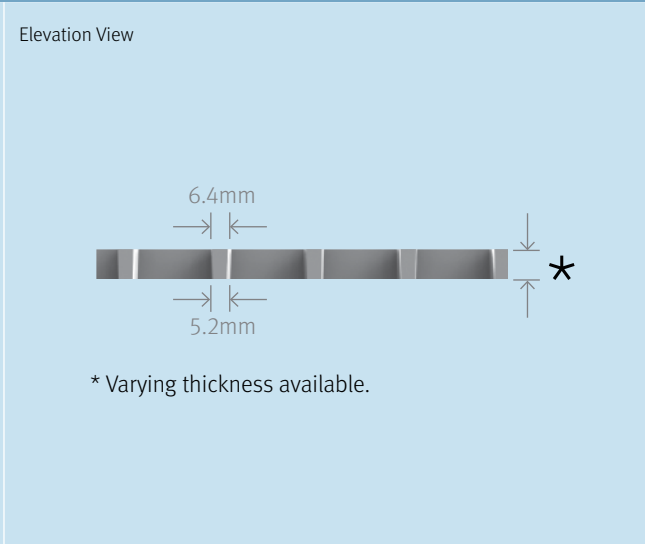 Elevation View
6.4mm
*
5.2mm
* Varying thickness available.